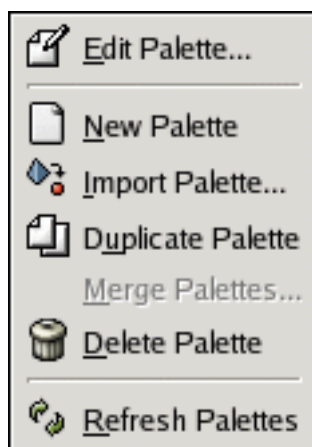 Edit Palette...
New Palette
Import Palette...
Duplicate Palette
Merge Palettes...
Delete Palette
Refresh Palettes